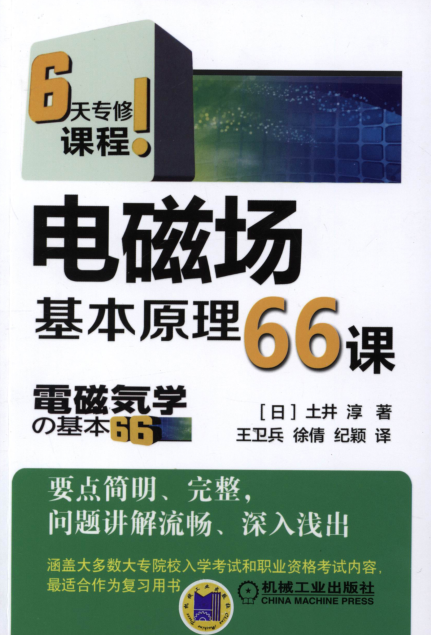 6天专修
课程!
电磁场
基本原理66课
電磁気学
の基本66
[日] 土井 淳 著
王卫兵 徐倩 纪颖 译
要点简明、完整，
问题讲解流畅、深入浅出
涵盖大多数大专院校入学考试和职业资格考试内容，
最适合作为复习用书
机械工业出版社
CHINA MACHINE PRESS